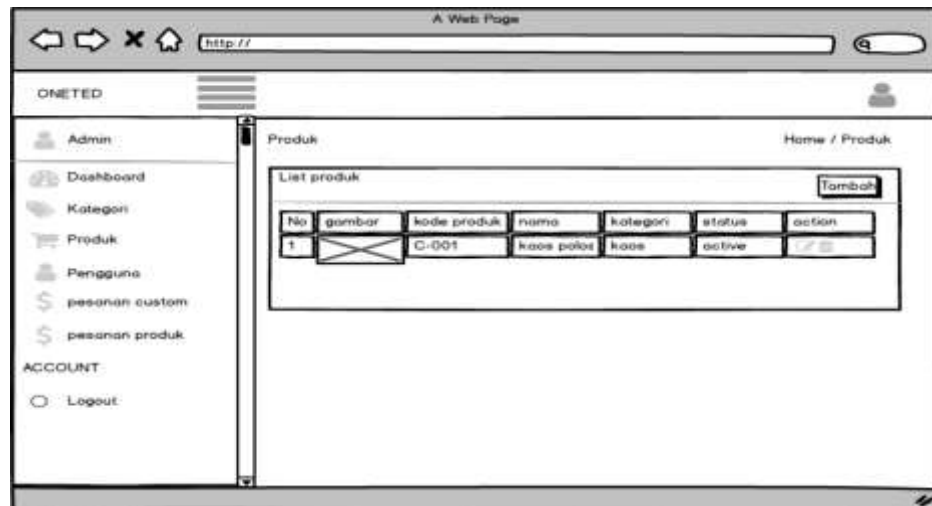 A Web Page
http://
ONETED
Admin
Dashboard
Kategori
Produk
Pengguna
pesanan custom
pesanan produk
ACCOUNT
Logout
Produk
Home / Produk
List produk
Tambah
No gambar kode produk nama kategori status action
1 C-001 kaos polos kaos active